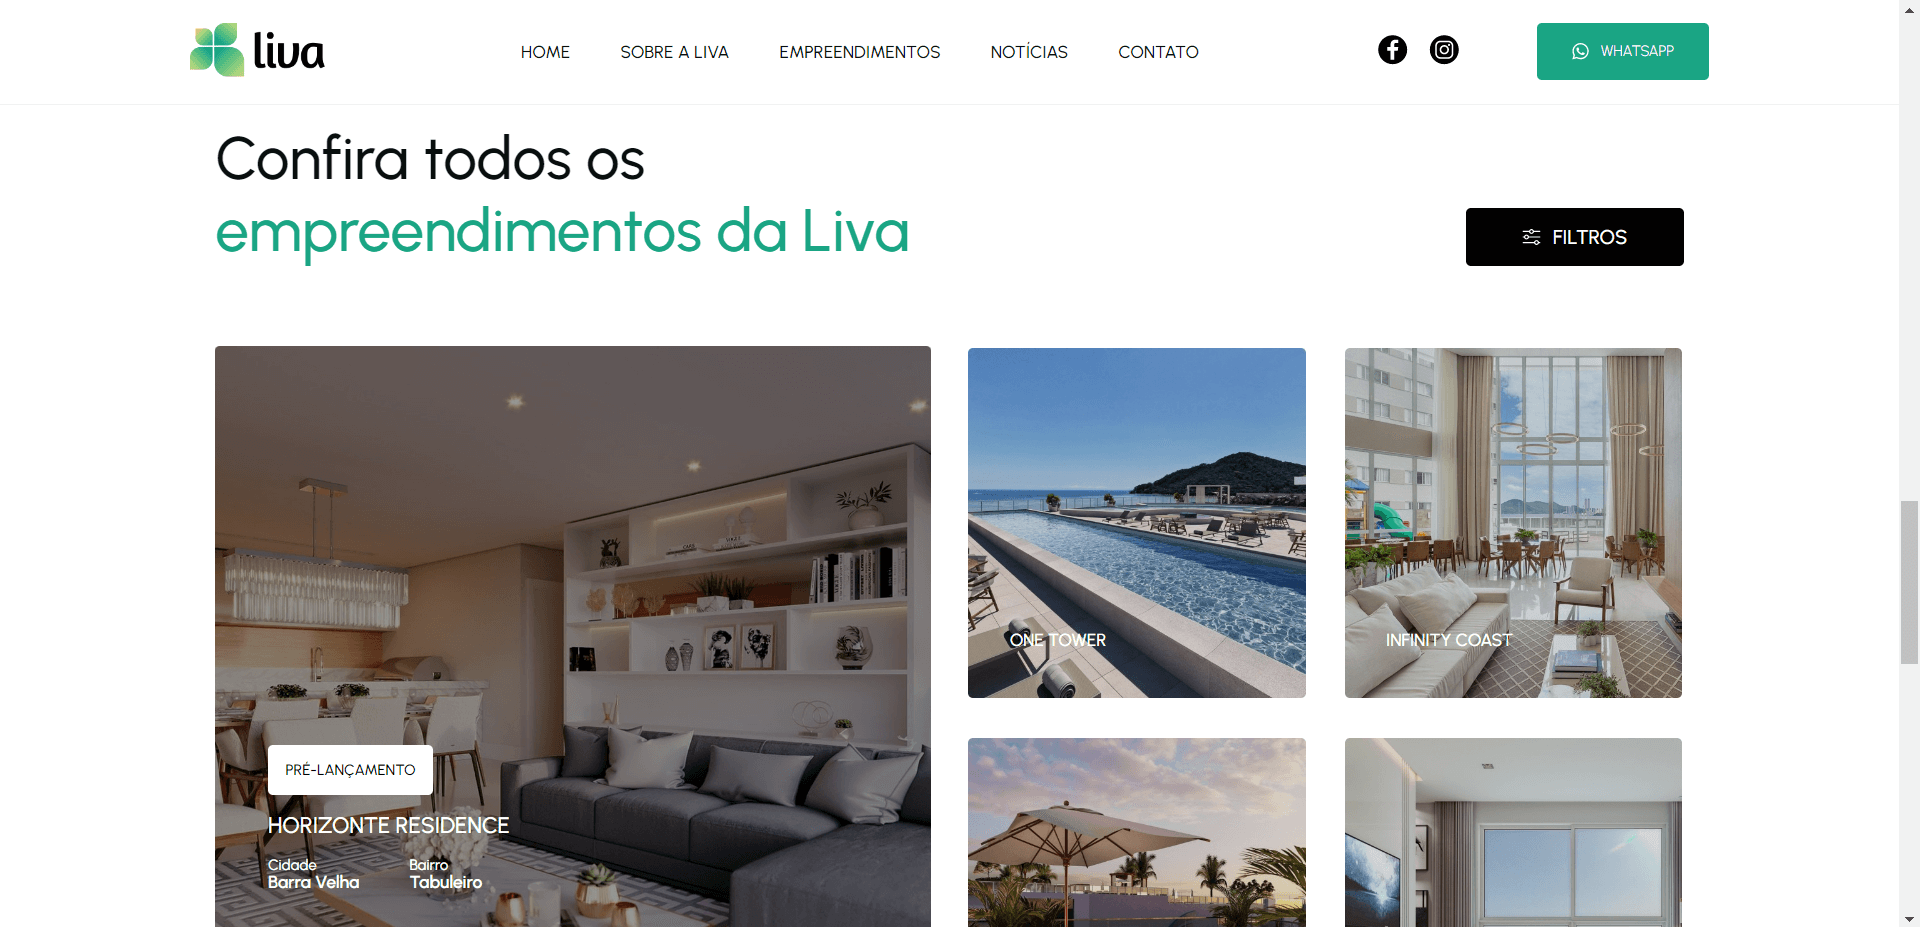 liva
HOME
SOBRE A LIVA
EMPREENDIMENTOS
NOTÍCIAS
CONTATO
WHATSAPP
Confira todos os
empreendimentos da Liva
FILTROS
PRÉ-LANÇAMENTO
HORIZONTE RESIDENCE
Cidade
Barra Velha
Bairro
Tabuleiro
ONE TOWER
INFINITY COAST